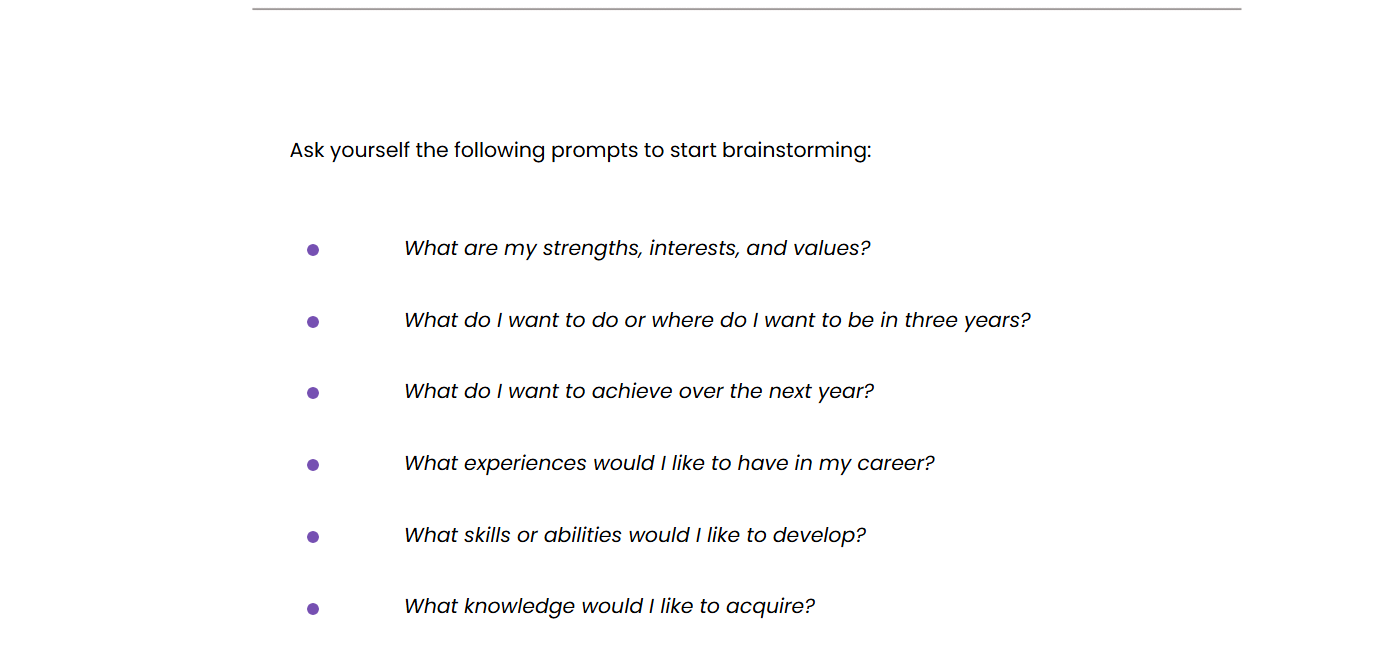 Ask yourself the following prompts to start brainstorming:
What are my strengths, interests, and values?
What do I want to do or where do I want to be in three years?
What do I want to achieve over the next year?
What experiences would I like to have in my career?
What skills or abilities would I like to develop?
What knowledge would I like to acquire?